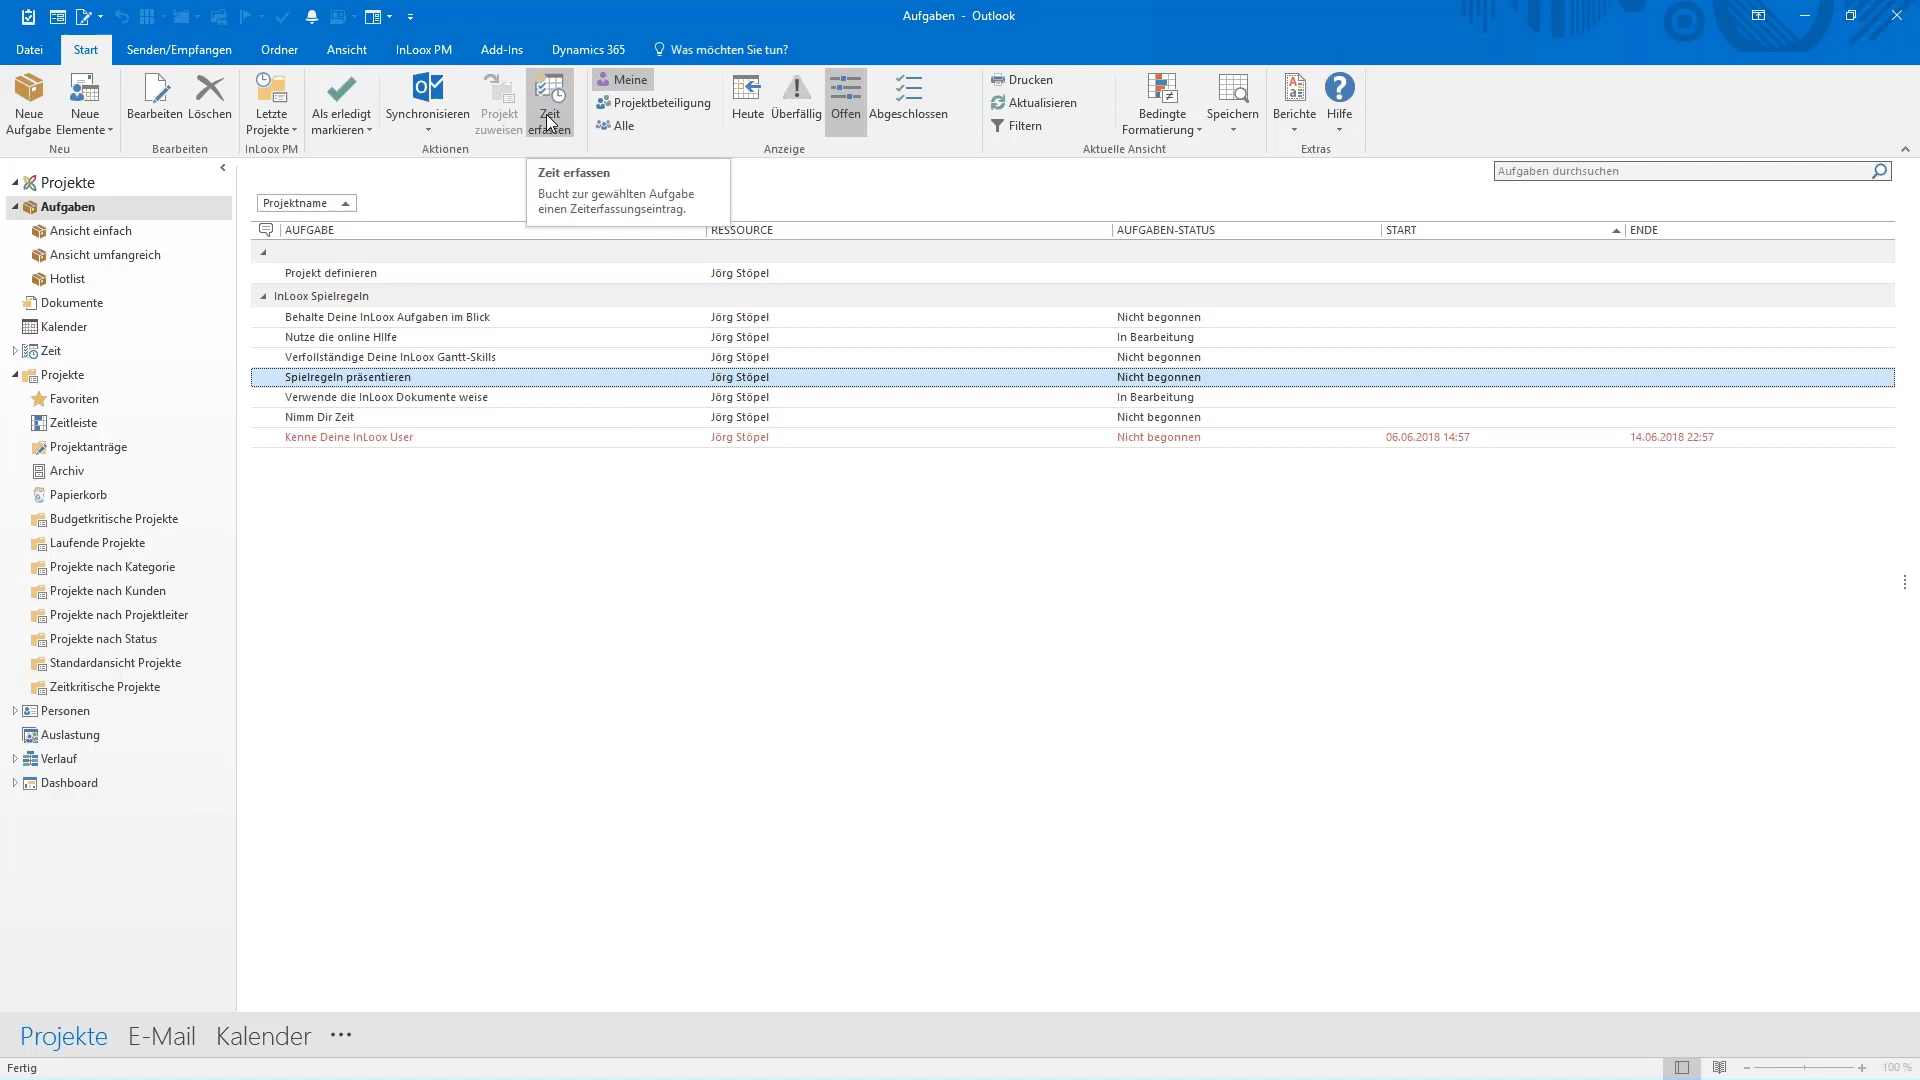 Aufgaben - Outlook
Datei
Start
Senden/Empfangen
Ordner
Ansicht
InLoox PM
Add-Ins
Dynamics 365
Was möchten Sie tun?
Neue Aufgabe
Neue Elemente
Neu
Bearbeiten
Löschen
Bearbeiten
Letzte Projekte
InLoox PM
Als erledigt markieren
Synchronisieren
Projekt zuweisen
Zeit erfassen
Aktionen
Meine
Projektbeteiligung
Alle
Heute
Überfällig
Offen
Abgeschlossen
Anzeige
Drucken
Aktualisieren
Filtern
Bedingte Formatierung
Speichern
Aktuelle Ansicht
Berichte
Hilfe
Extras
Zeit erfassen
Bucht zur gewählten Aufgabe
einen Zeiterfassungseintrag.
Aufgaben durchsuchen
Projekte
Aufgaben
Ansicht einfach
Ansicht umfangreich
Hotlist
Dokumente
Kalender
Zeit
Projekte
Favoriten
Zeitleiste
Projektanträge
Archiv
Papierkorb
Budgetkritische Projekte
Laufende Projekte
Projekte nach Kategorie
Projekte nach Kunden
Projekte nach Projektleiter
Projekte nach Status
Standardansicht Projekte
Zeitkritische Projekte
Personen
Auslastung
Verlauf
Dashboard
Projektname
AUFGABE RESSOURCE AUFGABEN-STATUS START ENDE
Projekt definieren Jörg Stöpel
InLoox Spielregeln
Behalte Deine InLoox Aufgaben im Blick Jörg Stöpel Nicht begonnen
Nutze die online HIlfe Jörg Stöpel In Bearbeitung
Verfollständige Deine InLoox Gantt-Skills Jörg Stöpel Nicht begonnen
Spielregeln präsentieren Jörg Stöpel Nicht begonnen
Verwende die InLoox Dokumente weise Jörg Stöpel In Bearbeitung
Nimm Dir Zeit Jörg Stöpel Nicht begonnen
Kenne Deine InLoox User Jörg Stöpel Nicht begonnen 06.06.2018 14:57 14.06.2018 22:57
Projekte E-Mail Kalender •••
Fertig
100 %